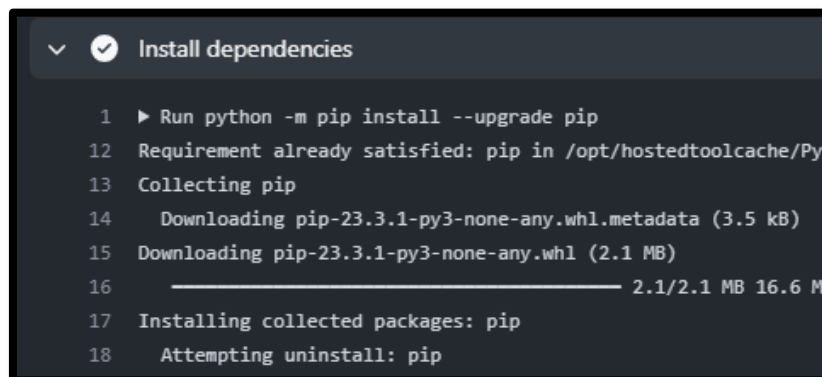 Install dependencies
1 ▶ Run python -m pip install --upgrade pip
12 Requirement already satisfied: pip in /opt/hostedtoolcache/Py
13 Collecting pip
14 Downloading pip-23.3.1-py3-none-any.whl.metadata (3.5 kB)
15 Downloading pip-23.3.1-py3-none-any.whl (2.1 MB)
16 ━━━━━━━━━━━━━━━━━━━━━━━━━━━━━━━━━━━━━━━━ 2.1/2.1 MB 16.6 M
17 Installing collected packages: pip
18 Attempting uninstall: pip